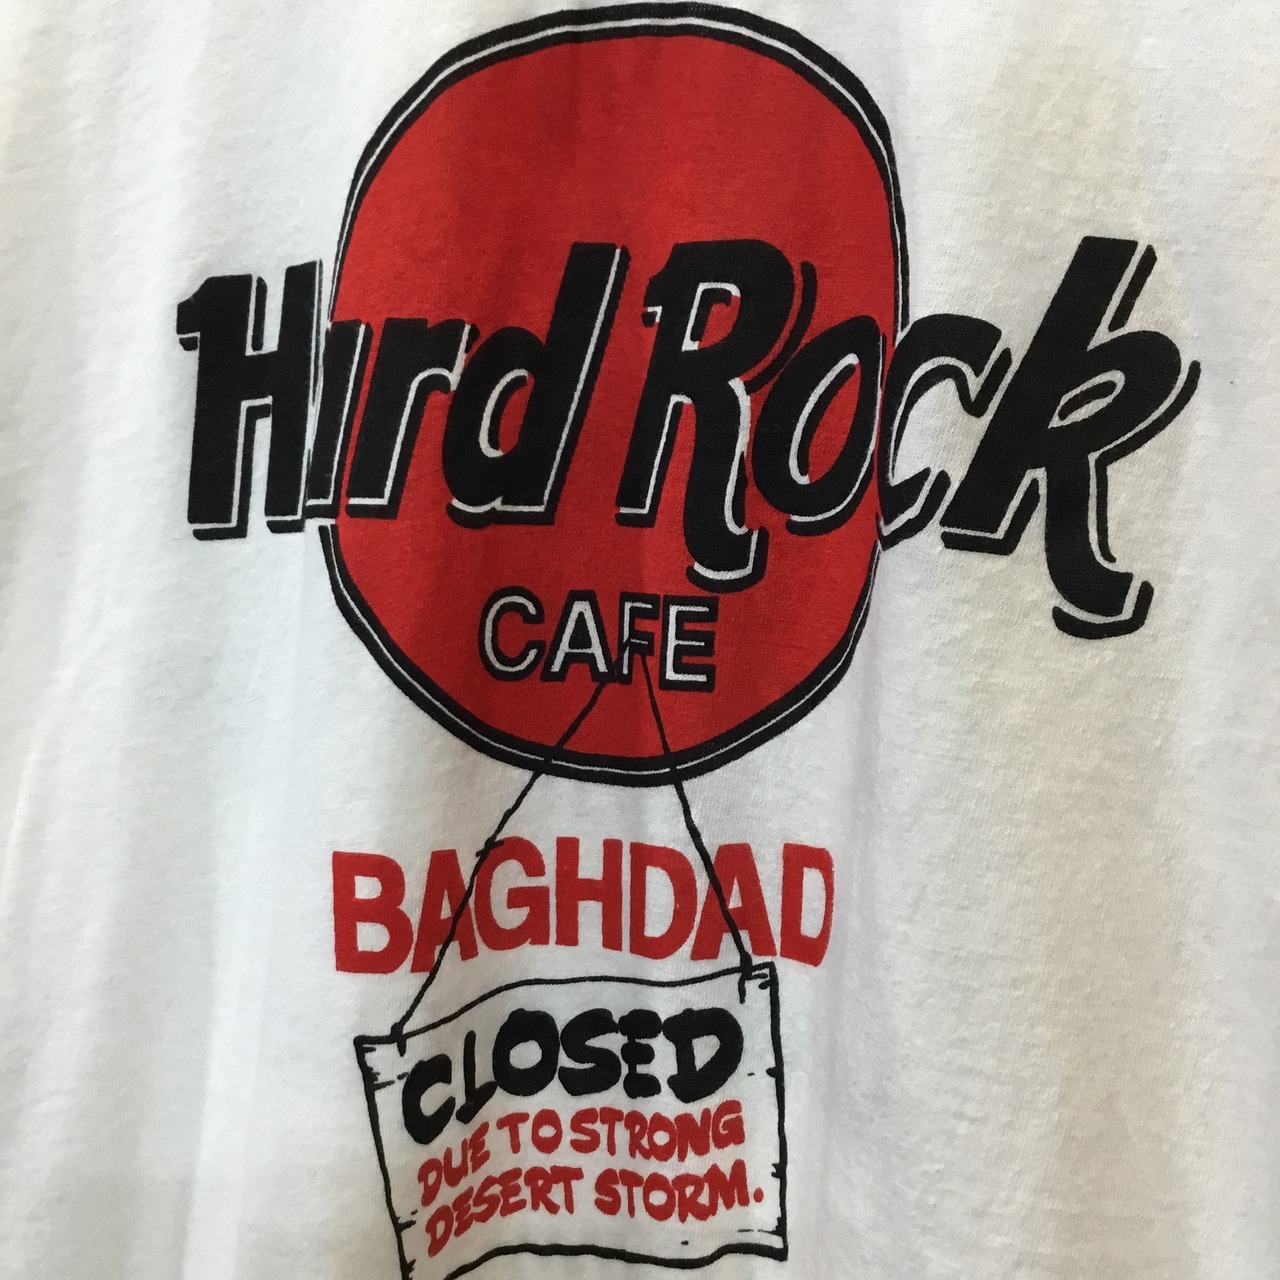 Hard Rock
CAFE
BAGHDAD
CLOSED
DUE TO STRONG
DESERT STORM.